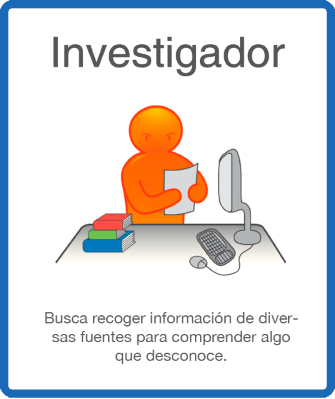 Investigador
Busca recoger información de diver-
sas fuentes para comprender algo
que desconoce.